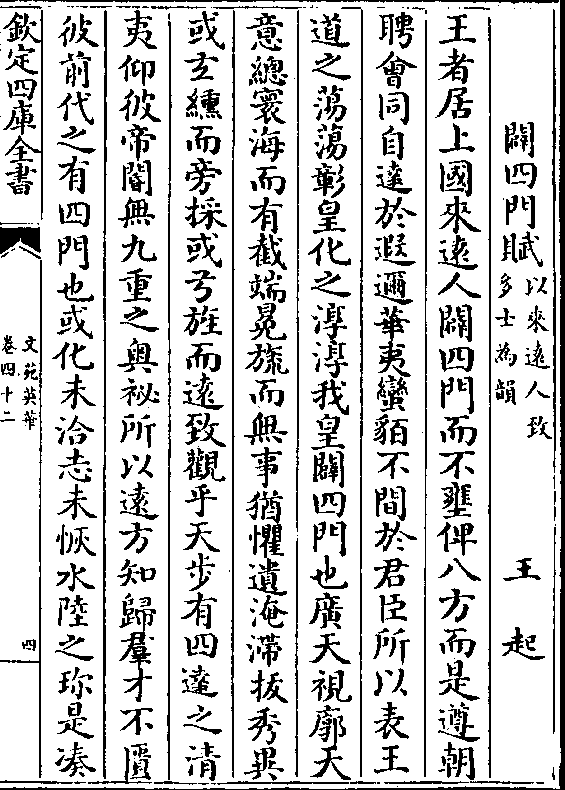 闢四門賦以來遠人致多士為韻　王起
王者居上國來逺人闢四門而不壅俾八方而是遵朝
聘會同自逺於遐邇華夷蠻貊不間於君臣所以表王
道之蕩蕩彰皇化之淳淳我皇闢四門也廣天視廓天
意總寰海而有截端冕旒而無事猶懼遺淹滯拔秀異
或玄纁而旁採或弓旌而逺致觀乎天步有四達之清
夷仰彼帝閽無九重之奥祕所以逺方知歸羣才不匱
彼前代之有四門也或化未洽志未恢水陸之珍是凑
欽定四庫全書
文苑英華
卷四十二
四